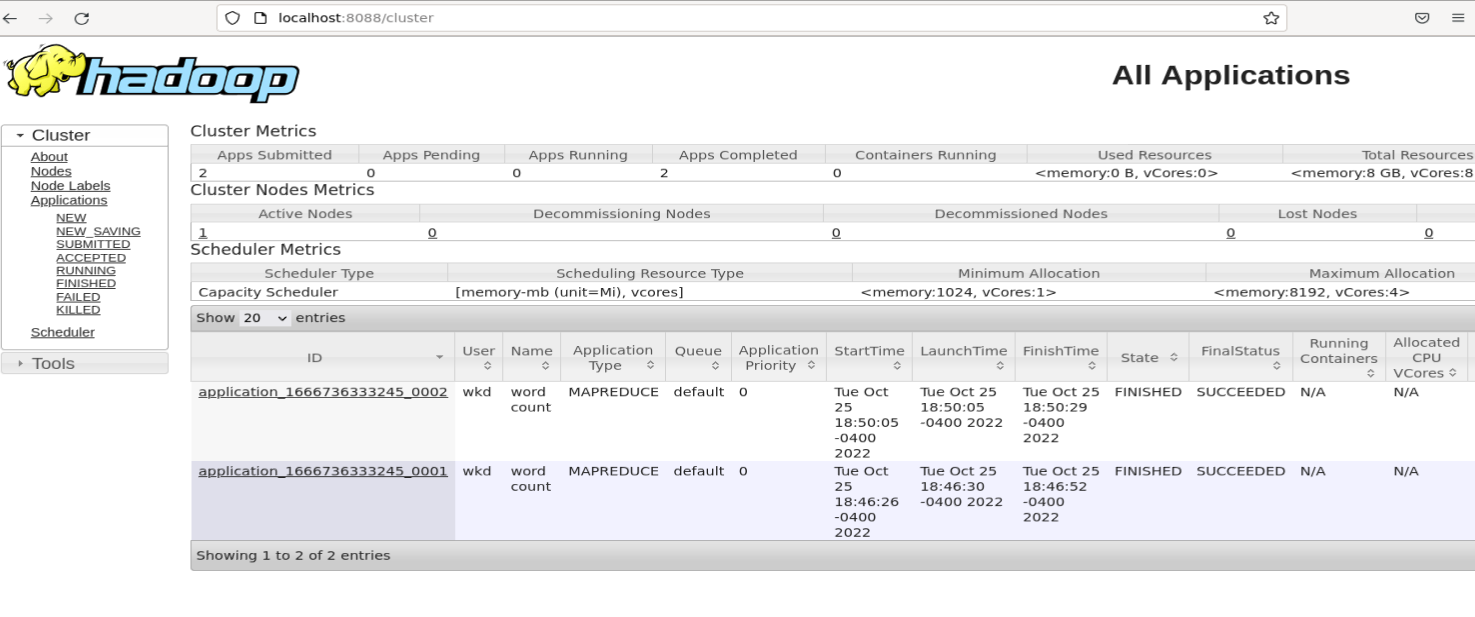 localhost:8088/cluster
hadoop
All Applications
Cluster
About
Nodes
Node Labels
Applications
NEW
NEW_SAVING
SUBMITTED
ACCEPTED
RUNNING
FINISHED
FAILED
KILLED
Scheduler
Tools
Cluster Metrics
Apps Submitted Apps Pending Apps Running Apps Completed Containers Running Used Resources Total Resources
2 0 0 2 0 <memory:0 B, vCores:0> <memory:8 GB, vCores:8
Cluster Nodes Metrics
Active Nodes Decommissioning Nodes Decommissioned Nodes Lost Nodes
1 0 0 0 0
Scheduler Metrics
Scheduler Type Scheduling Resource Type Minimum Allocation Maximum Allocation
Capacity Scheduler [memory-mb (unit=Mi), vcores] <memory:1024, vCores:1> <memory:8192, vCores:4>
Show 20 entries
ID User Name Application Type Queue Application Priority StartTime LaunchTime FinishTime State FinalStatus Running Containers Allocated CPU VCores
application_1666736333245_0002 wkd word count MAPREDUCE default 0 Tue Oct 25 18:50:05 -0400 2022 Tue Oct 25 18:50:05 -0400 2022 Tue Oct 25 18:50:29 -0400 2022 FINISHED SUCCEEDED N/A N/A
application_1666736333245_0001 wkd word count MAPREDUCE default 0 Tue Oct 25 18:46:26 -0400 2022 Tue Oct 25 18:46:30 -0400 2022 Tue Oct 25 18:46:52 -0400 2022 FINISHED SUCCEEDED N/A N/A
Showing 1 to 2 of 2 entries